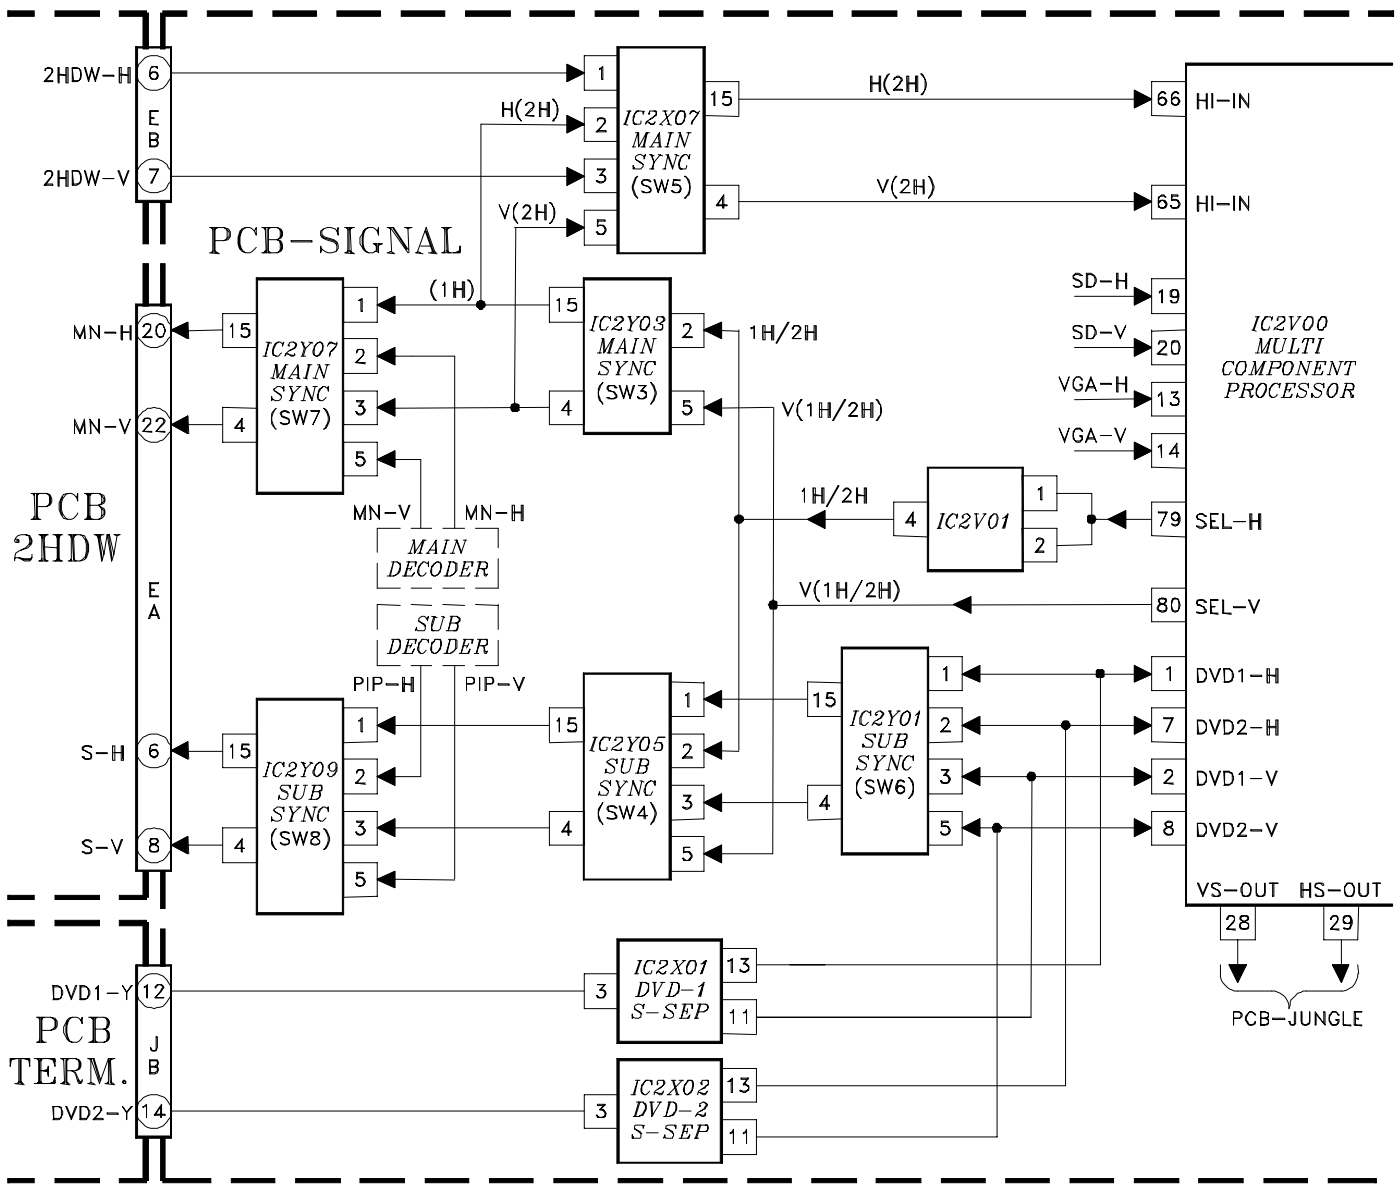 2HDW-H
6
E
B
2HDW-V
7
1
H(2H)
2
3
V(2H)
5
IC2X07
MAIN
SYNC
(SW5)
15
H(2H)
66
HI-IN
4
V(2H)
65
HI-IN
PCB-SIGNAL
MN-H
20
15
MN-V
22
4
IC2Y07
MAIN
SYNC
(SW7)
1
2
3
5
(1H)
15
4
IC2Y03
MAIN
SYNC
(SW3)
2
1H/2H
5
V(1H/2H)
SD-H
19
SD-V
20
VGA-H
13
VGA-V
14
IC2V00
MULTI
COMPONENT
PROCESSOR
PCB
2HDW
E
A
MN-V
MN-H
MAIN
DECODER
SUB
DECODER
PIP-H
PIP-V
1H/2H
4
IC2V01
1
2
79
SEL-H
V(1H/2H)
80
SEL-V
S-H
6
15
S-V
8
4
IC2Y09
SUB
SYNC
(SW8)
1
2
3
5
15
4
IC2Y05
SUB
SYNC
(SW4)
1
2
3
5
15
4
IC2Y01
SUB
SYNC
(SW6)
1
2
3
5
1
DVD1-H
7
DVD2-H
2
DVD1-V
8
DVD2-V
VS-OUT
HS-OUT
28
29
PCB-JUNGLE
DVD1-Y
12
PCB
TERM.
J
B
DVD2-Y
14
3
IC2X01
DVD-1
S-SEP
13
11
3
IC2X02
DVD-2
S-SEP
13
11